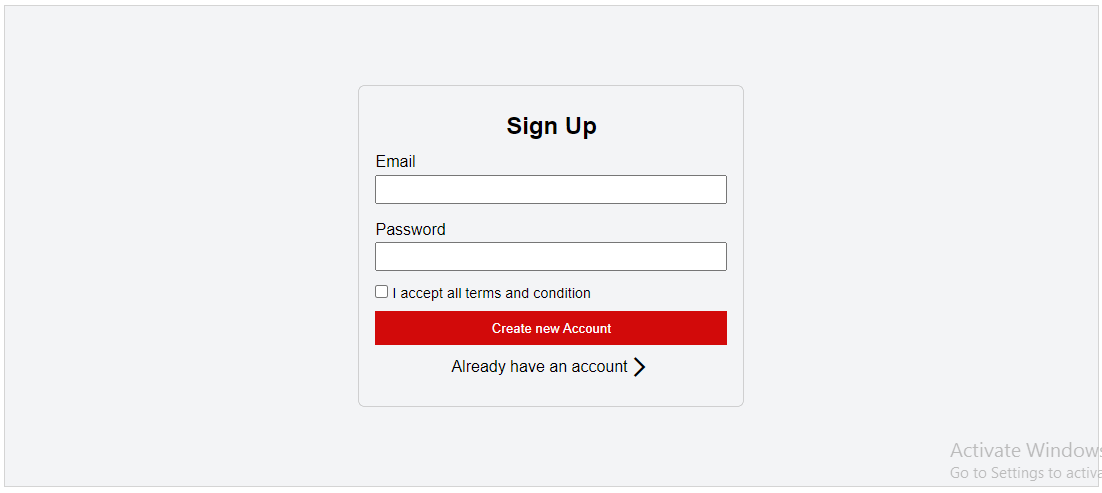 Sign Up
Email
Password
I accept all terms and condition
Create new Account
Already have an account
Activate Windows
Go to Settings to activa